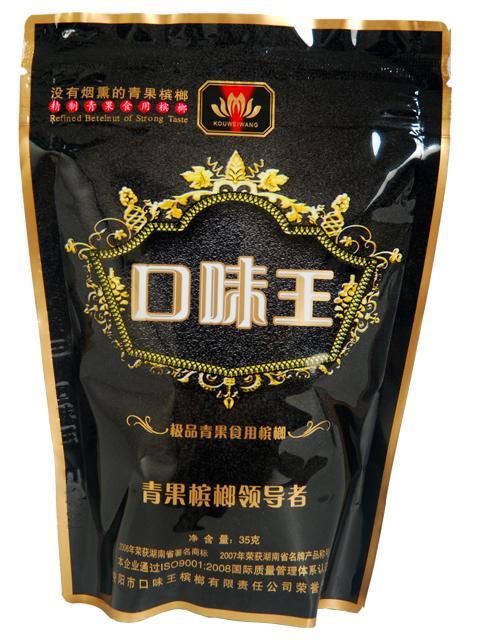 没有烟熏的青果槟榔
精制青果食用槟榔
Refined Betelnut of Strong Taste
KOUWEIWANG
口味王
极品青果食用槟榔
青果槟榔领导者
净含量：35克
2006年荣获湖南省著名商标 2007年荣获湖南省名牌产品称号
本企业通过ISO9001:2008国际质量管理体系认
阳市口味王槟榔有限责任公司荣誉